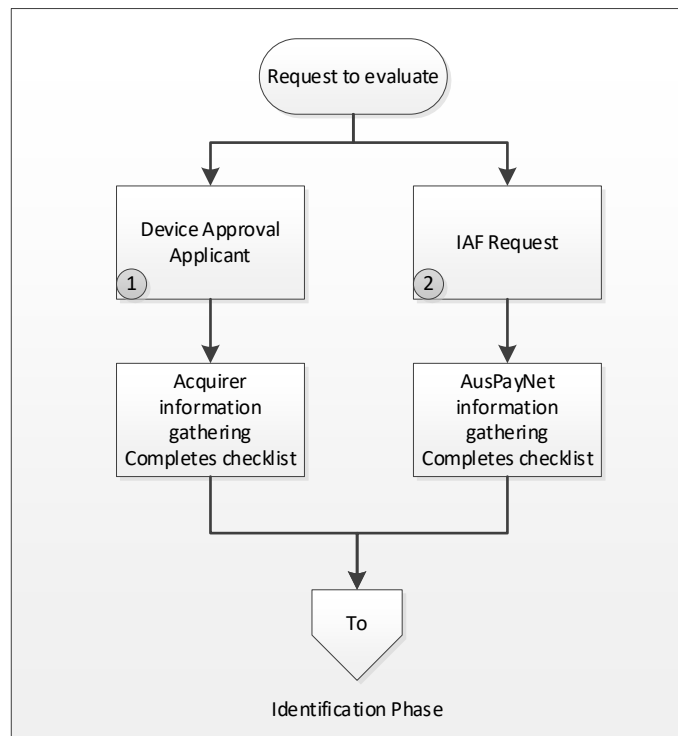 Request to evaluate
Device Approval
Applicant
1
IAF Request
2
Acquirer
information
gathering
Completes checklist
AusPayNet
information
gathering
Completes checklist
To
Identification Phase